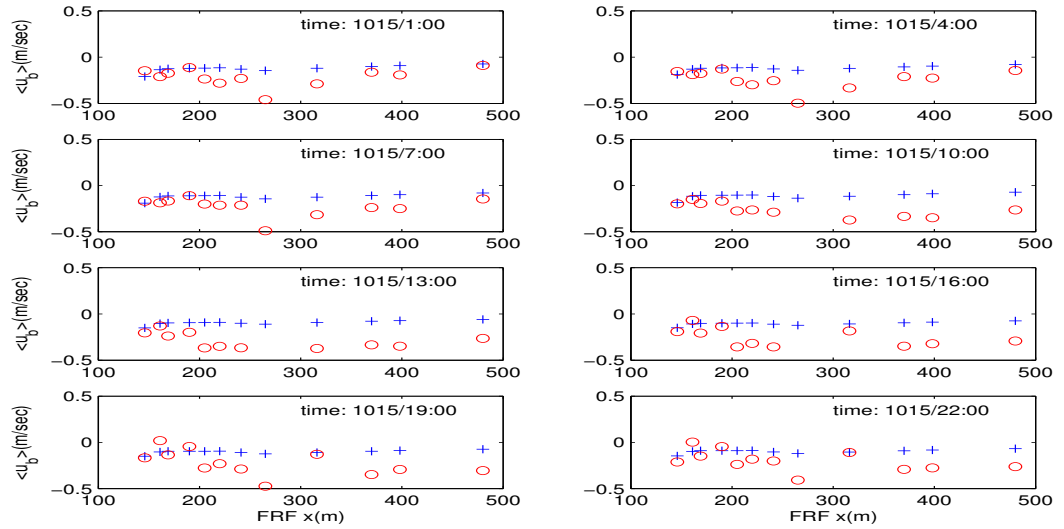 0.5 0 −0.5
<u_b>(m/sec)
time: 1015/1:00
100 200 300 400 500
0.5 0 −0.5
time: 1015/4:00
100 200 300 400 500
0.5 0 −0.5
<u_b>(m/sec)
time: 1015/7:00
100 200 300 400 500
0.5 0 −0.5
time: 1015/10:00
100 200 300 400 500
0.5 0 −0.5
<u_b>(m/sec)
time: 1015/13:00
100 200 300 400 500
0.5 0 −0.5
time: 1015/16:00
100 200 300 400 500
0.5 0 −0.5
<u_b>(m/sec)
time: 1015/19:00
100 200 300 400 500
FRF x(m)
0.5 0 −0.5
time: 1015/22:00
100 200 300 400 500
FRF x(m)